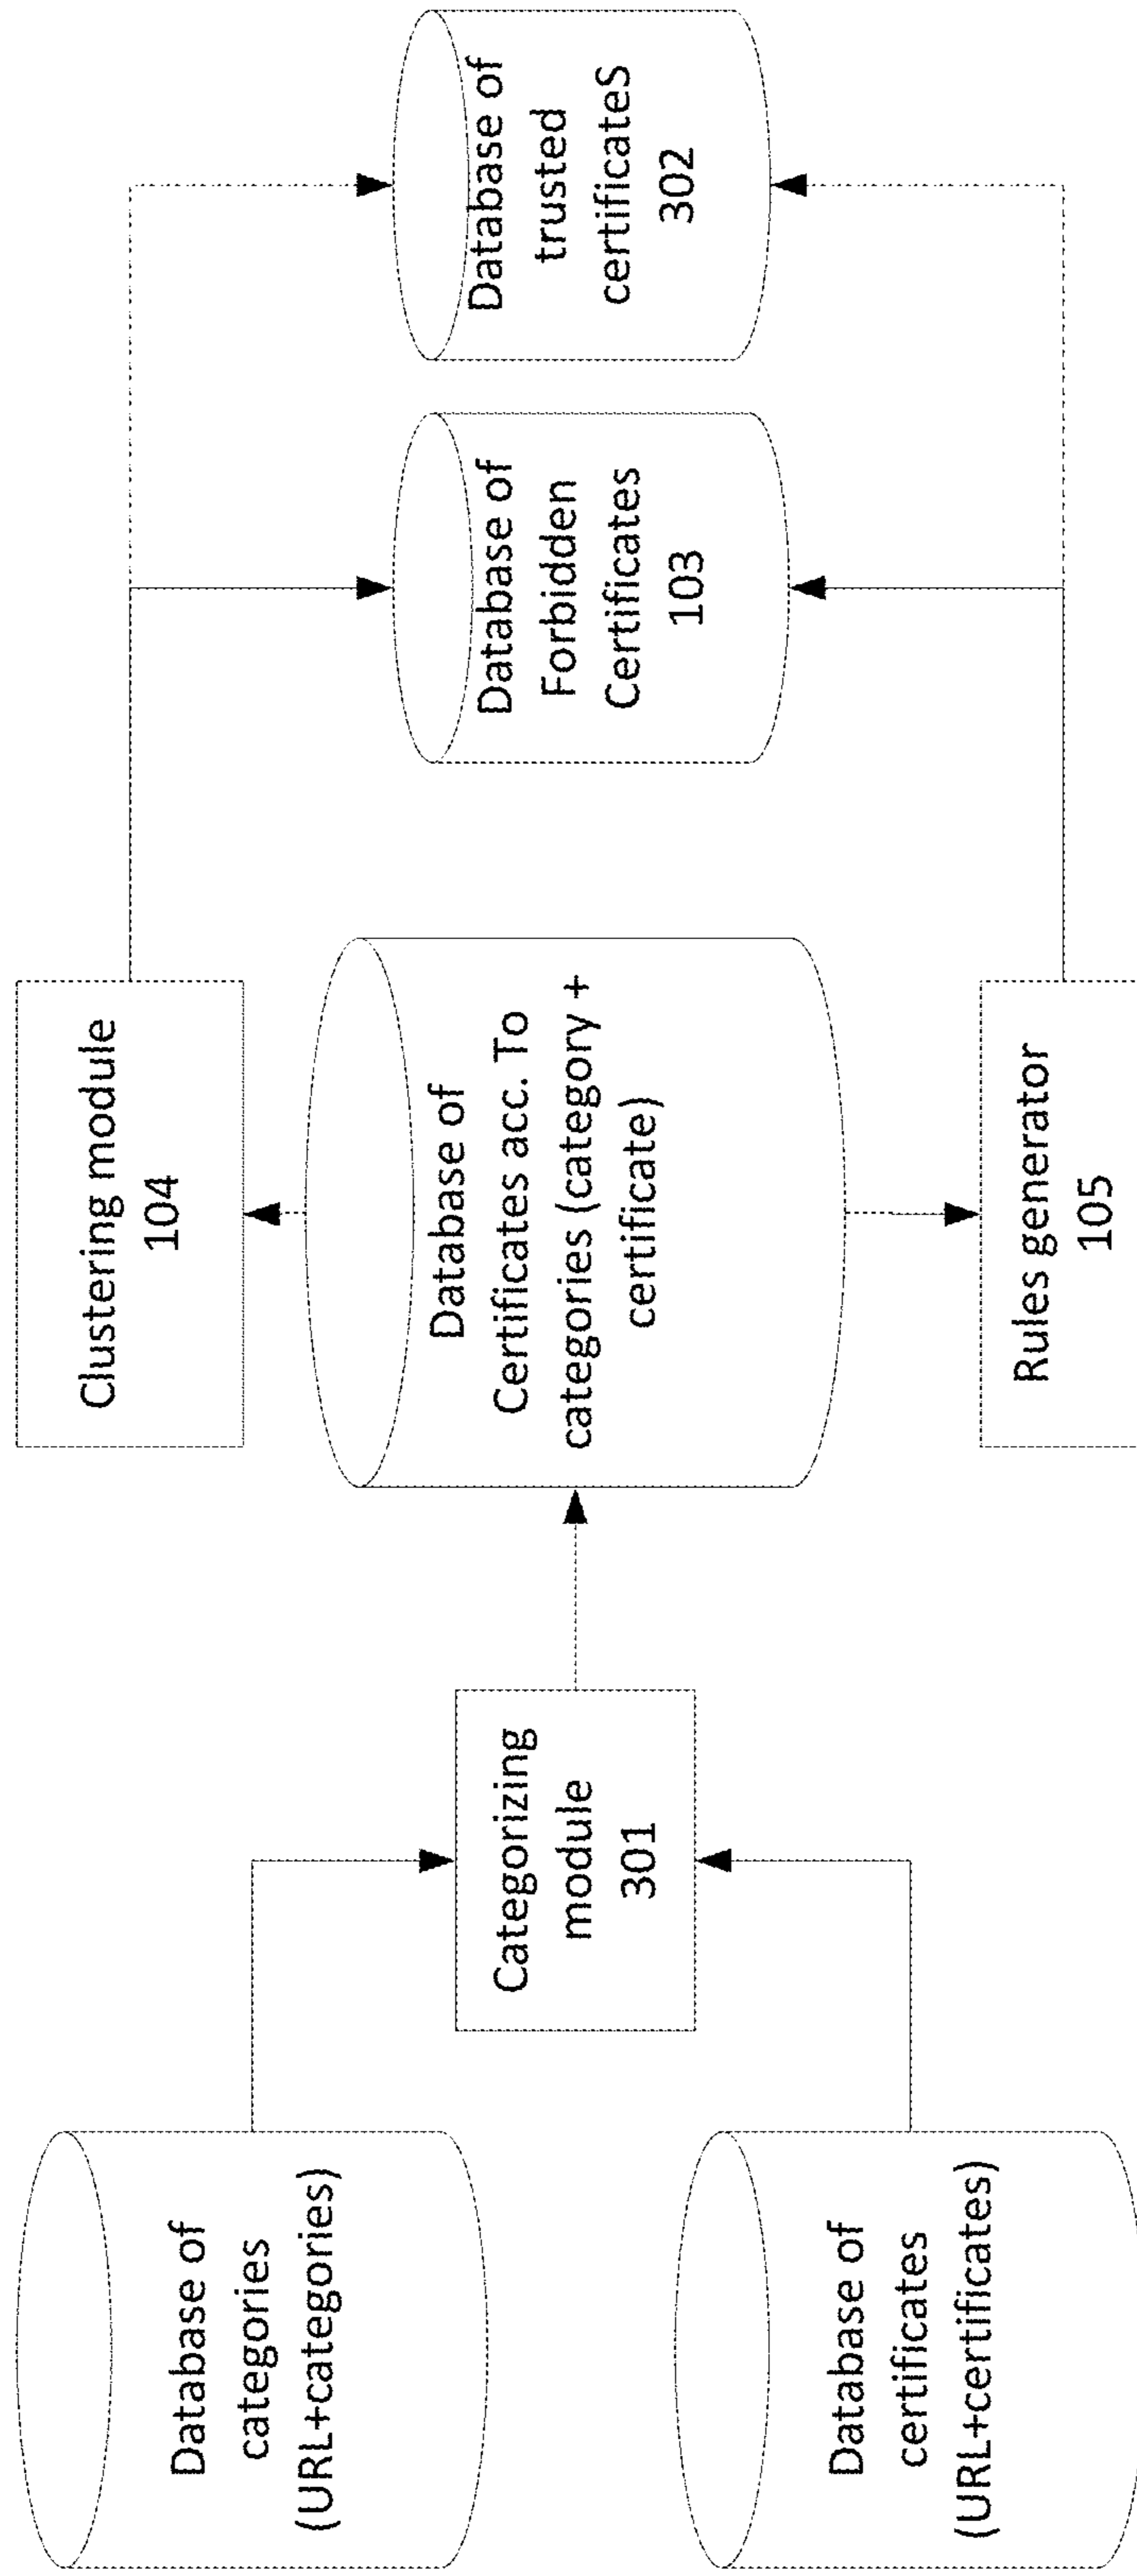 Database of
categories
(URL+categories)
Database of
certificates
(URL+certificates)
Categorizing
module
301
Clustering module
104
Database of
Certificates acc. To
categories (category +
certificate)
Rules generator
105
Database of
Forbidden
Certificates
103
Database of
trusted
certificateS
302